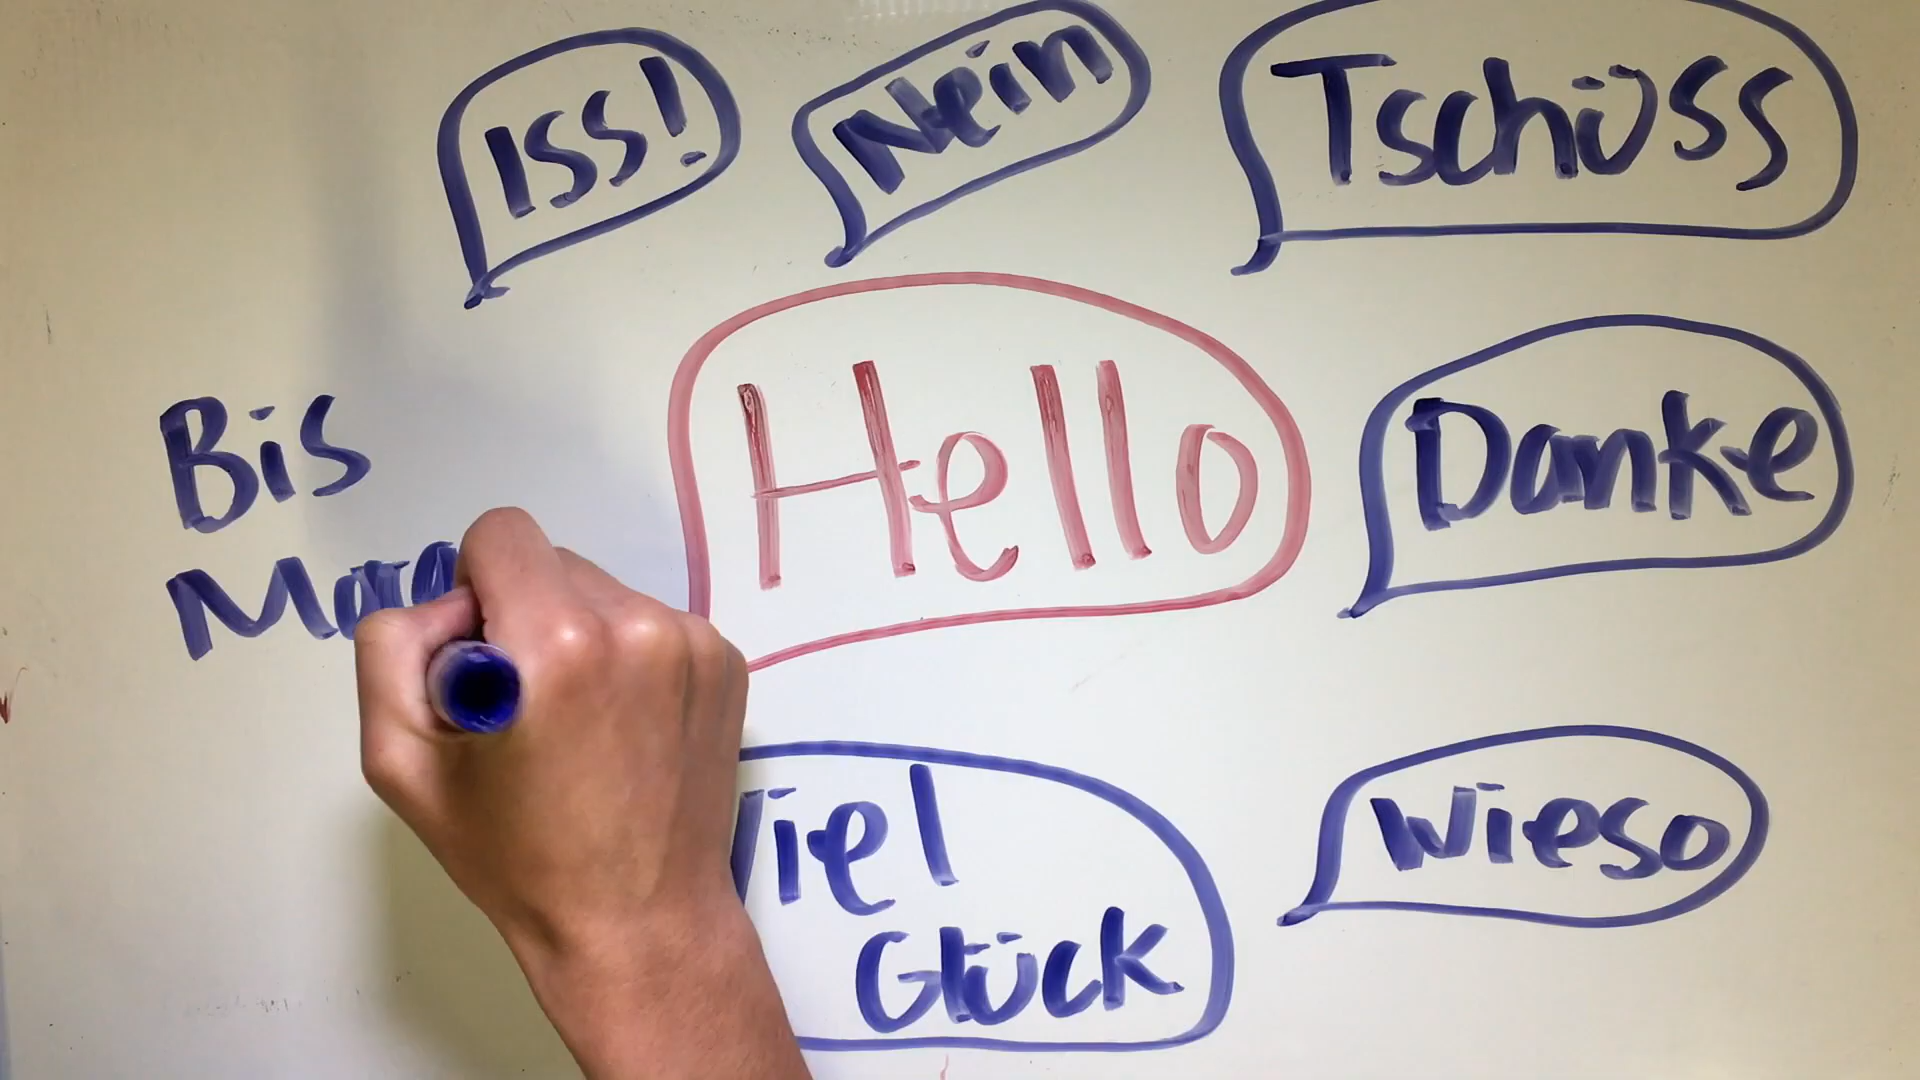 Iss!
Nein
Tschüss
Hello
Danke
Bis
Viel
Glück
Wieso